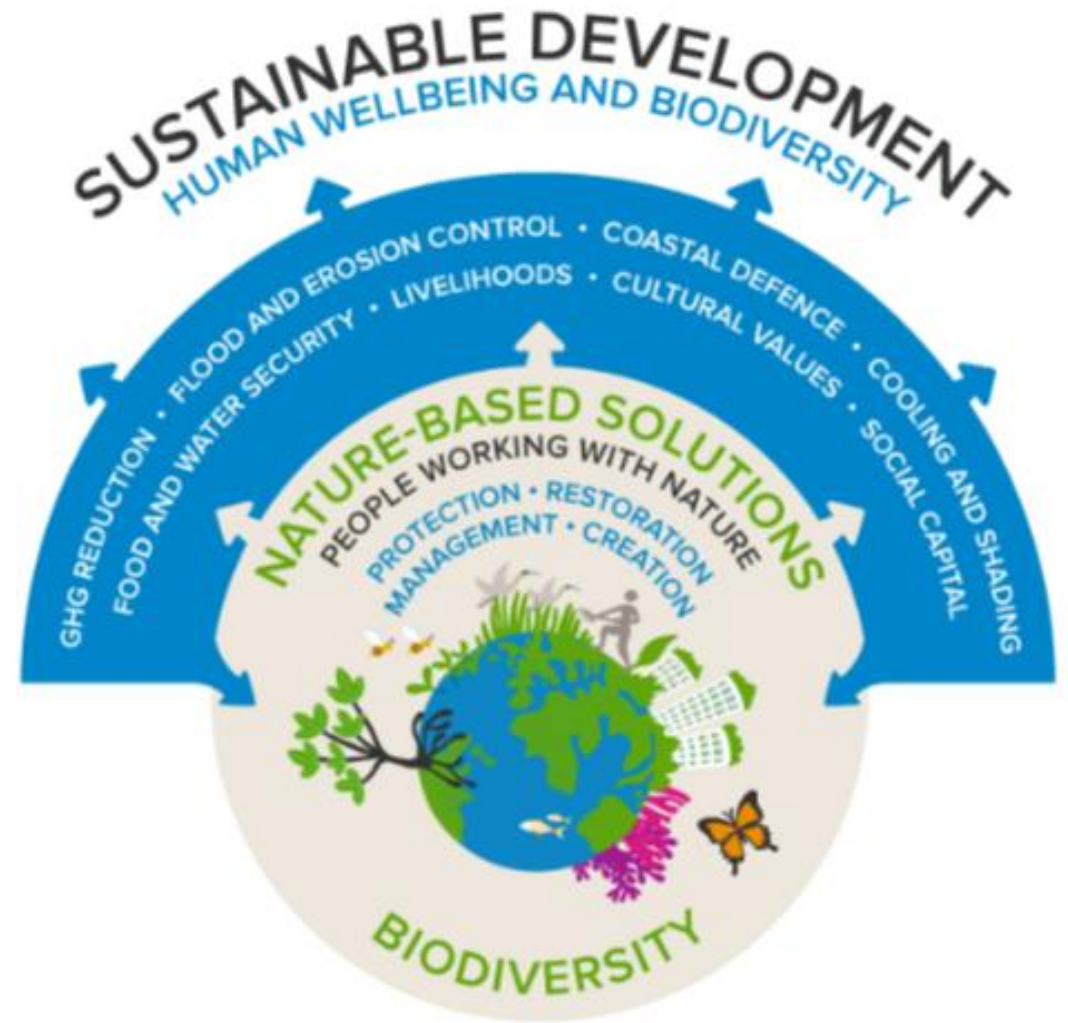 SUSTAINABLE DEVELOPMENT
HUMAN WELLBEING AND BIODIVERSITY
GHG REDUCTION • FLOOD AND EROSION CONTROL • COASTAL DEFENCE • COOLING AND SHADING
FOOD AND WATER SECURITY • LIVELIHOODS • CULTURAL VALUES • SOCIAL CAPITAL
NATURE-BASED SOLUTIONS
PEOPLE WORKING WITH NATURE
PROTECTION • RESTORATION
MANAGEMENT • CREATION
BIODIVERSITY